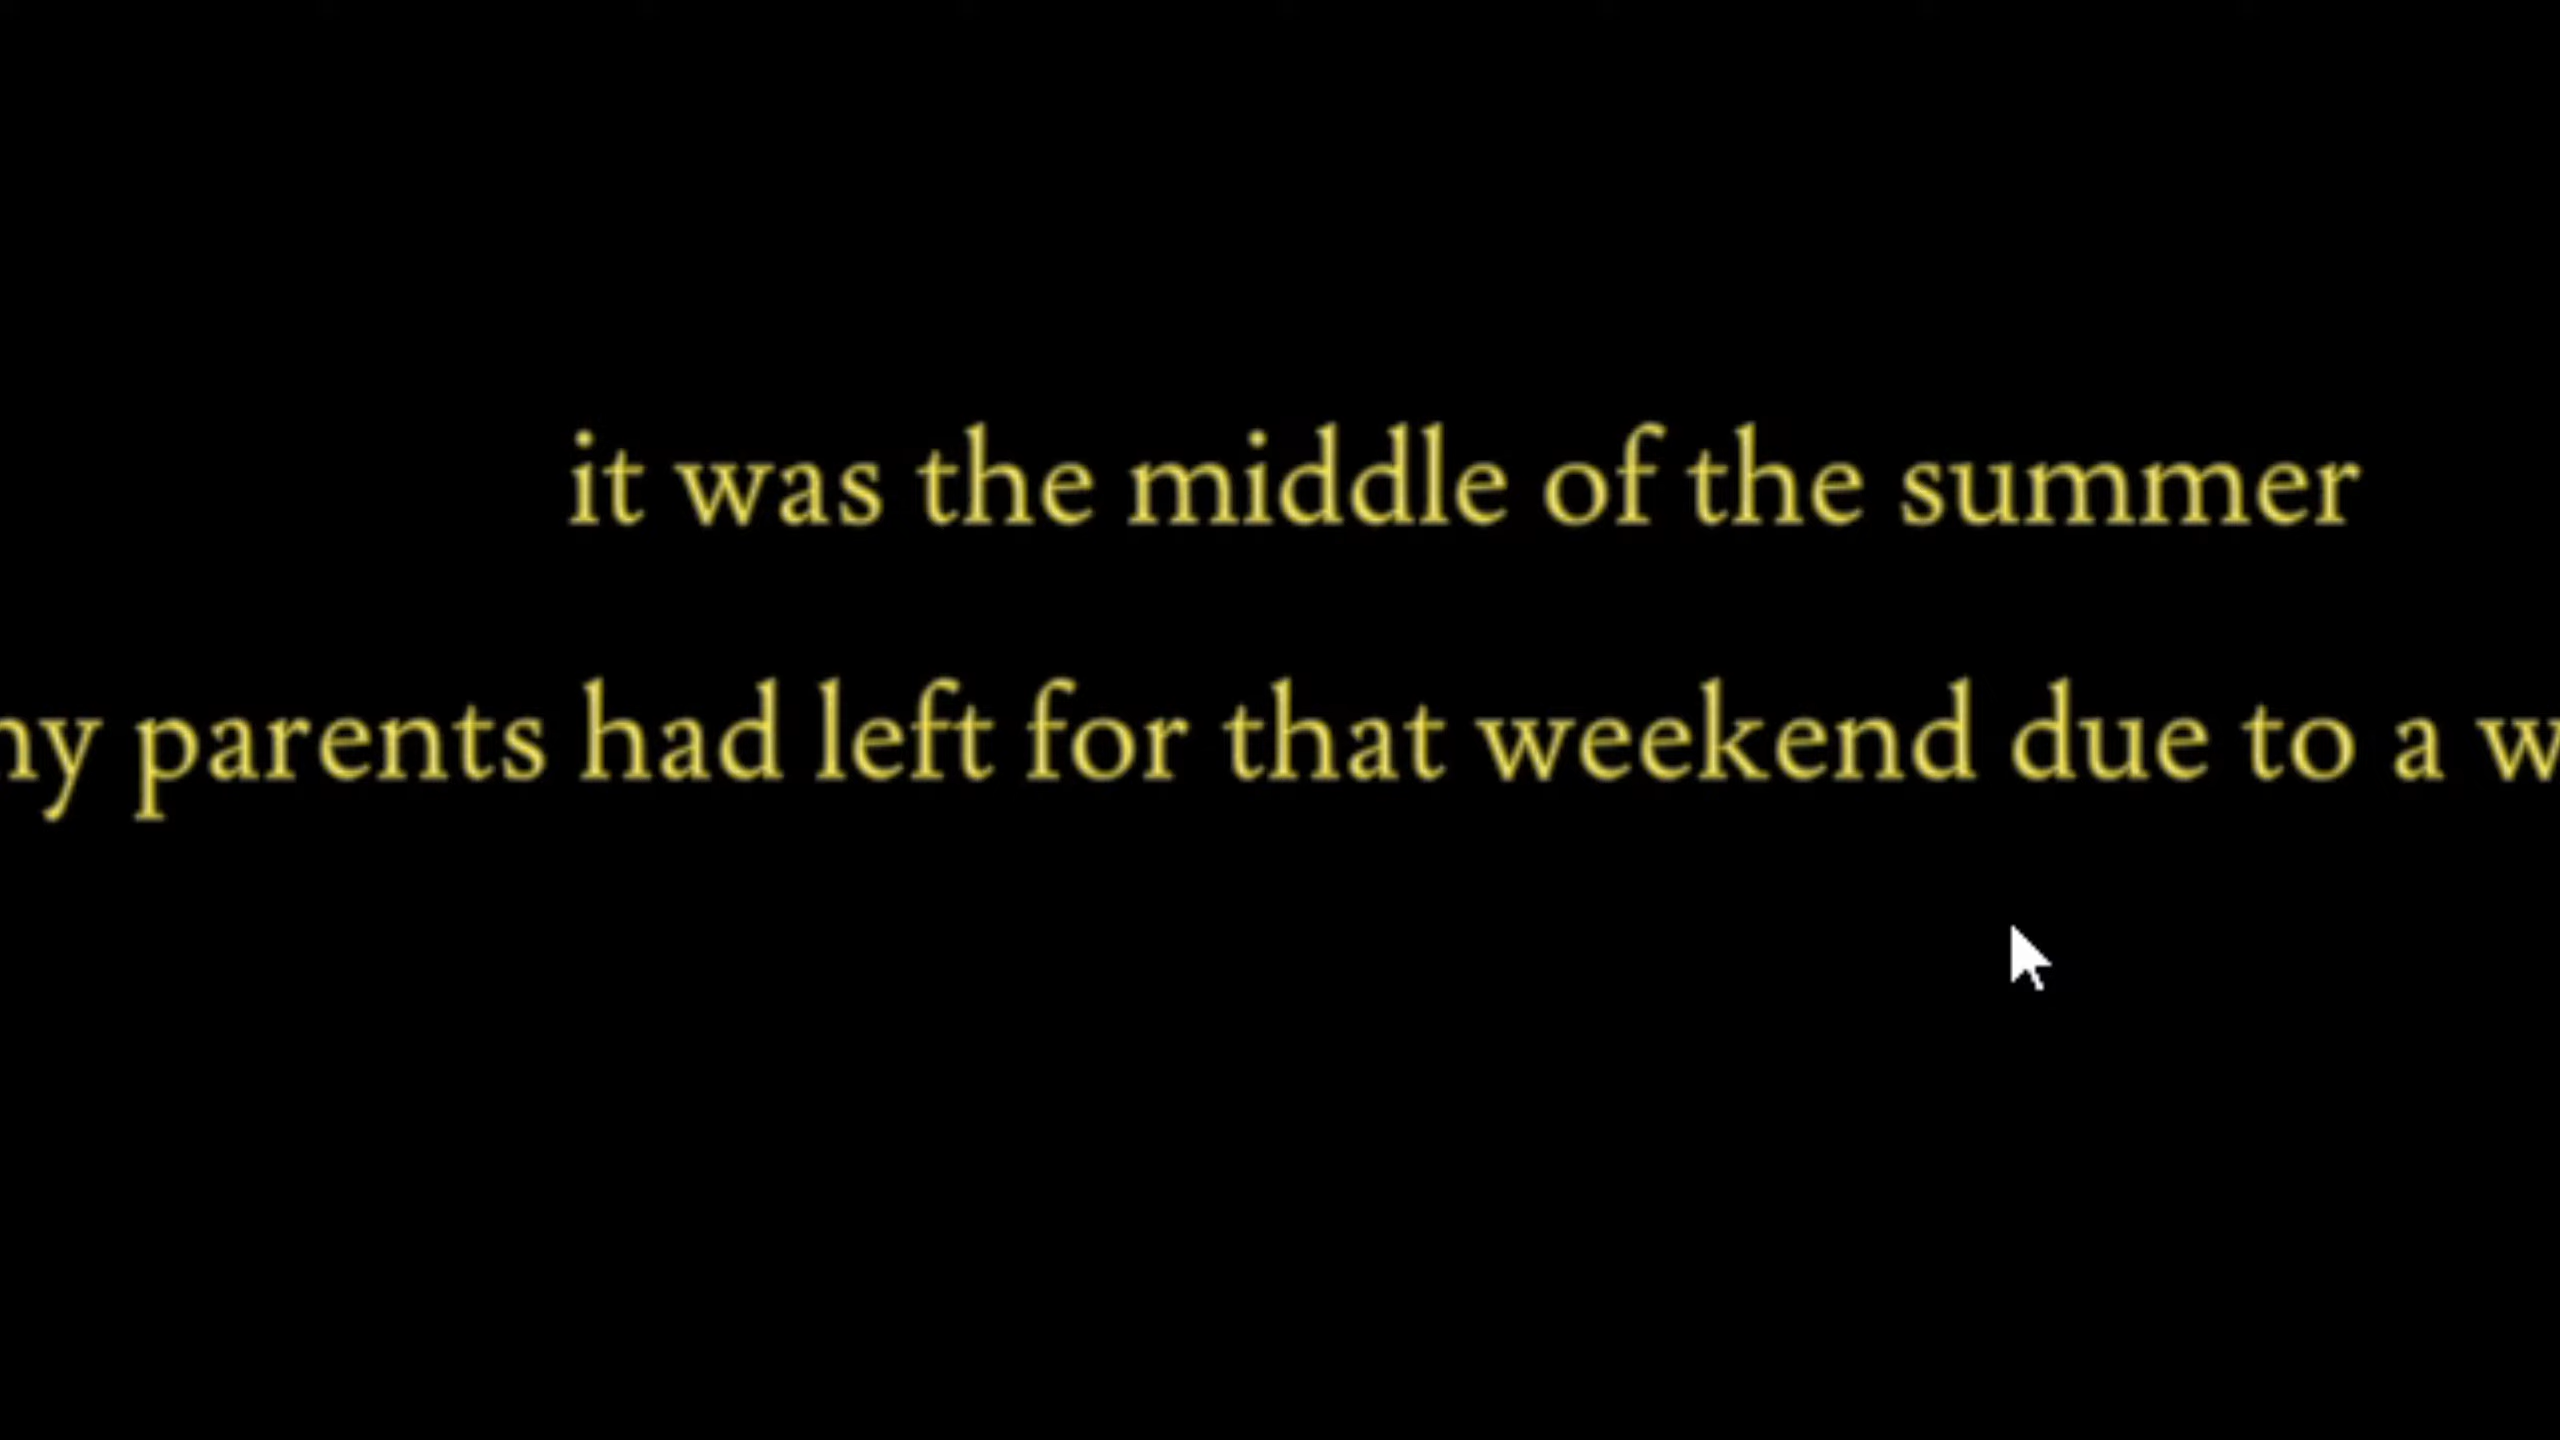 it was the middle of the summer
parents had left for that weekend due to a